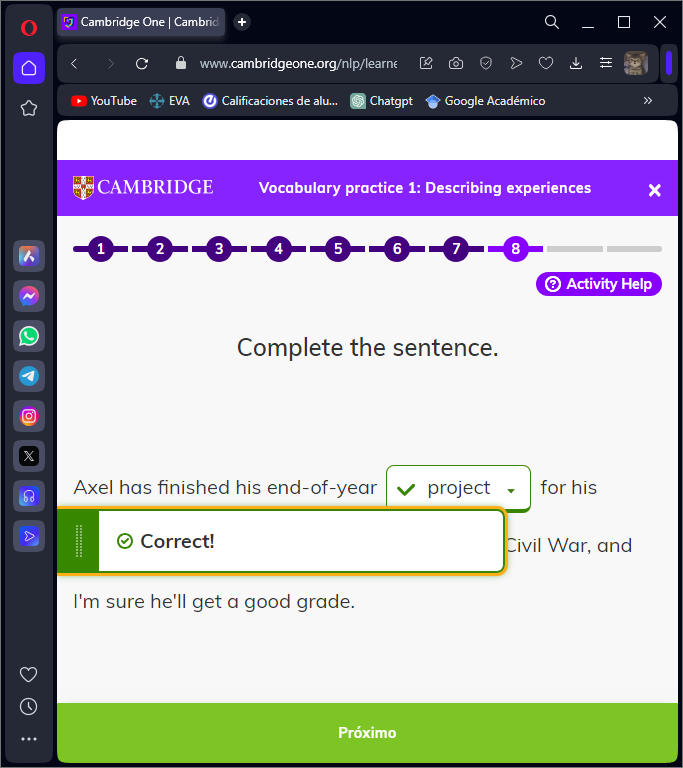 Cambridge One | Cambrid
www.cambridgeone.org/nlp/learne
YouTube EVA Calificaciones de alu... Chatgpt Google Académico »
CAMBRIDGE Vocabulary practice 1: Describing experiences
1 2 3 4 5 6 7 8
Activity Help
Complete the sentence.
Axel has finished his end-of-year project for his
Correct!
Civil War, and
I'm sure he'll get a good grade.
Próximo